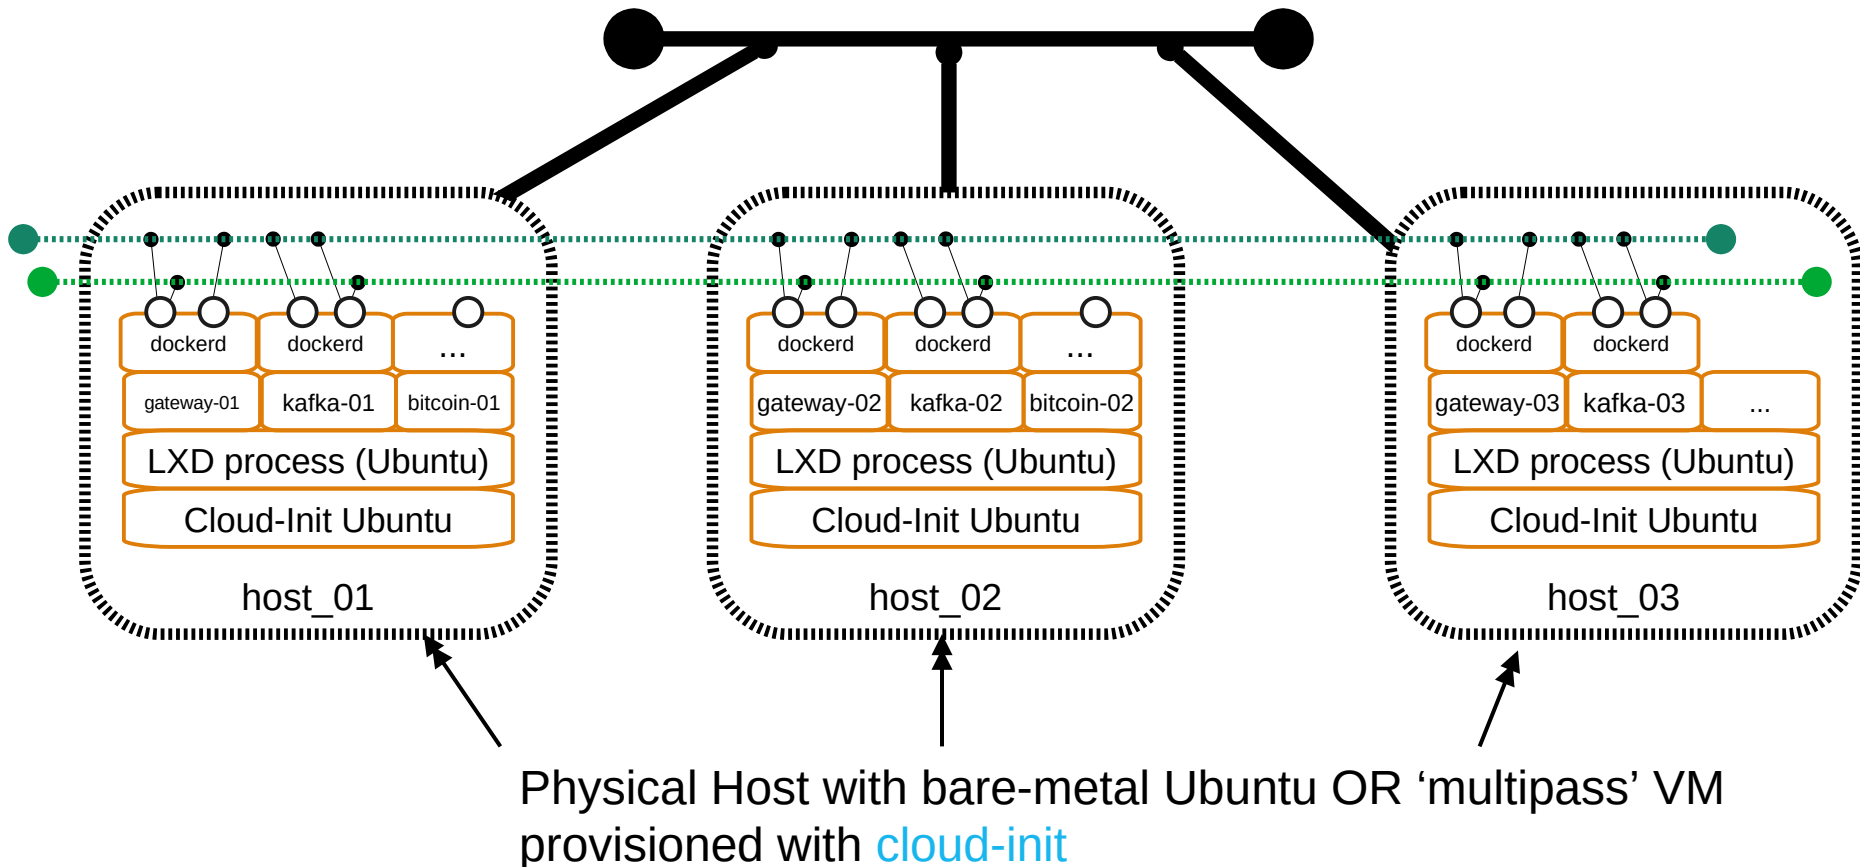 dockerd dockerd ...
gateway-01 kafka-01 bitcoin-01
LXD process (Ubuntu)
Cloud-Init Ubuntu
host_01
dockerd dockerd ...
gateway-02 kafka-02 bitcoin-02
LXD process (Ubuntu)
Cloud-Init Ubuntu
host_02
dockerd dockerd
gateway-03 kafka-03 ...
LXD process (Ubuntu)
Cloud-Init Ubuntu
host_03
Physical Host with bare-metal Ubuntu OR ‘multipass’ VM
provisioned with cloud-init